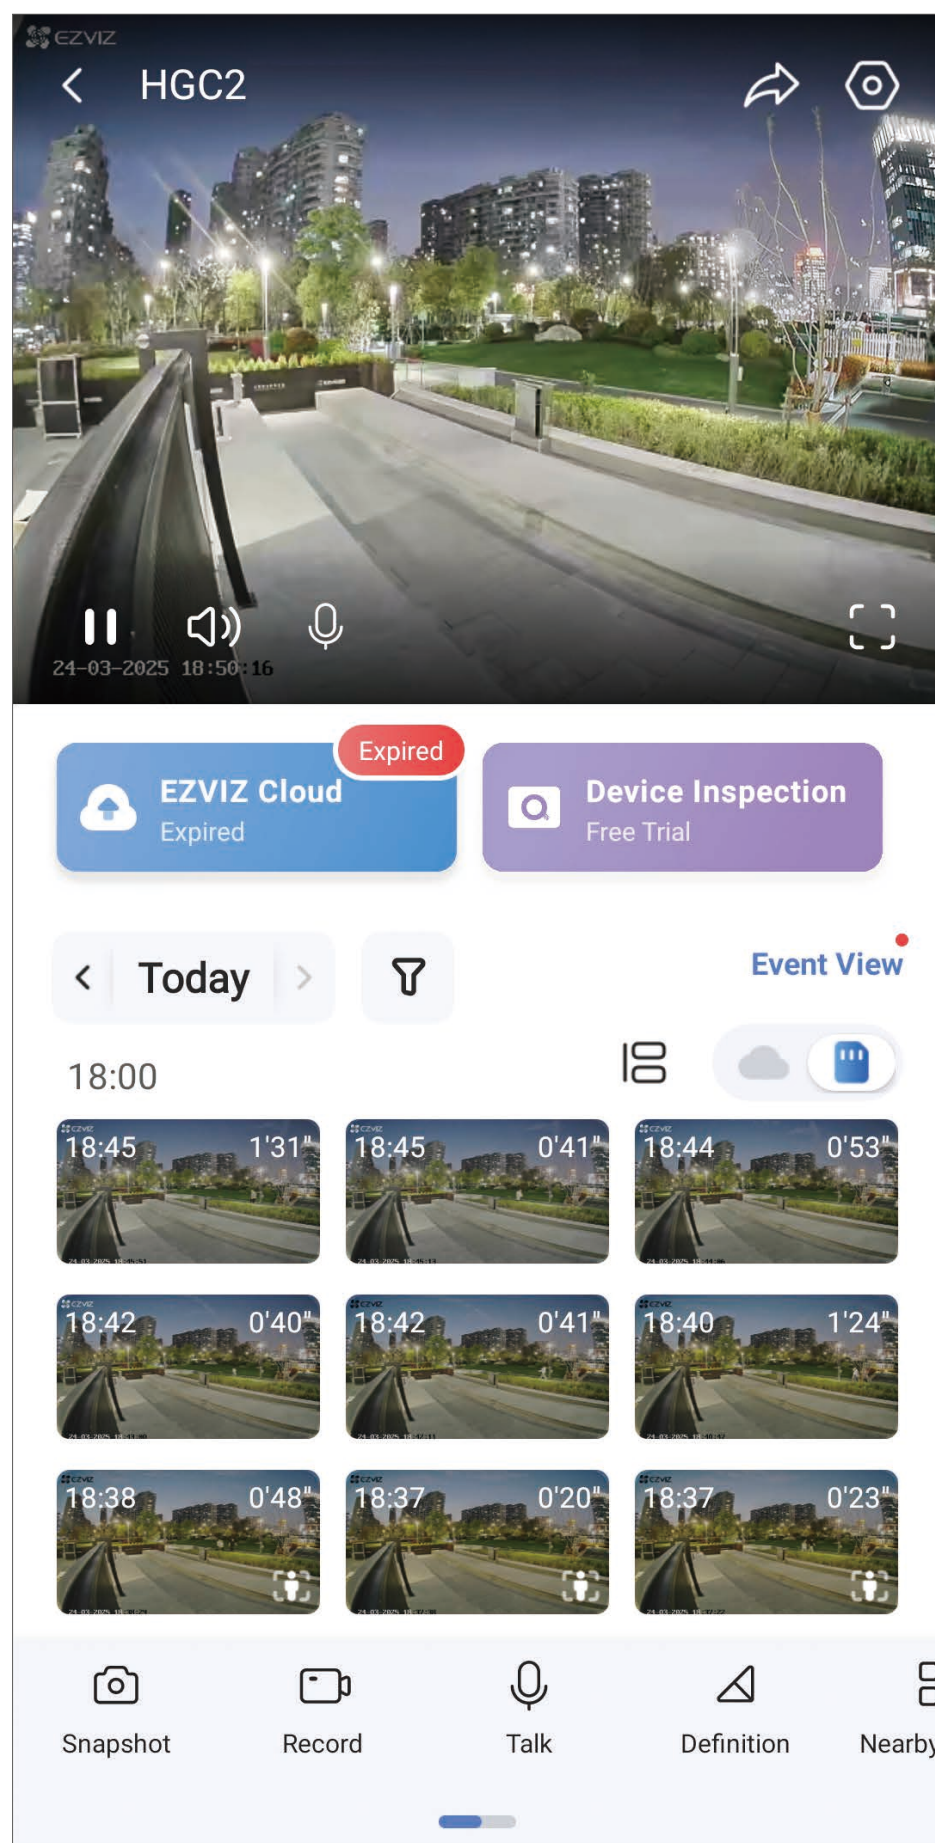 EZVIZ
HGC2
24-03-2025 18:50:16
Expired
EZVIZ Cloud
Expired
Device Inspection
Free Trial
Today
Event View
18:00
18:45 1'31"
18:45 0'41"
18:44 0'53"
18:42 0'40"
18:42 0'41"
18:40 1'24"
18:38 0'48"
18:37 0'20"
18:37 0'23"
Snapshot
Record
Talk
Definition
Nearby